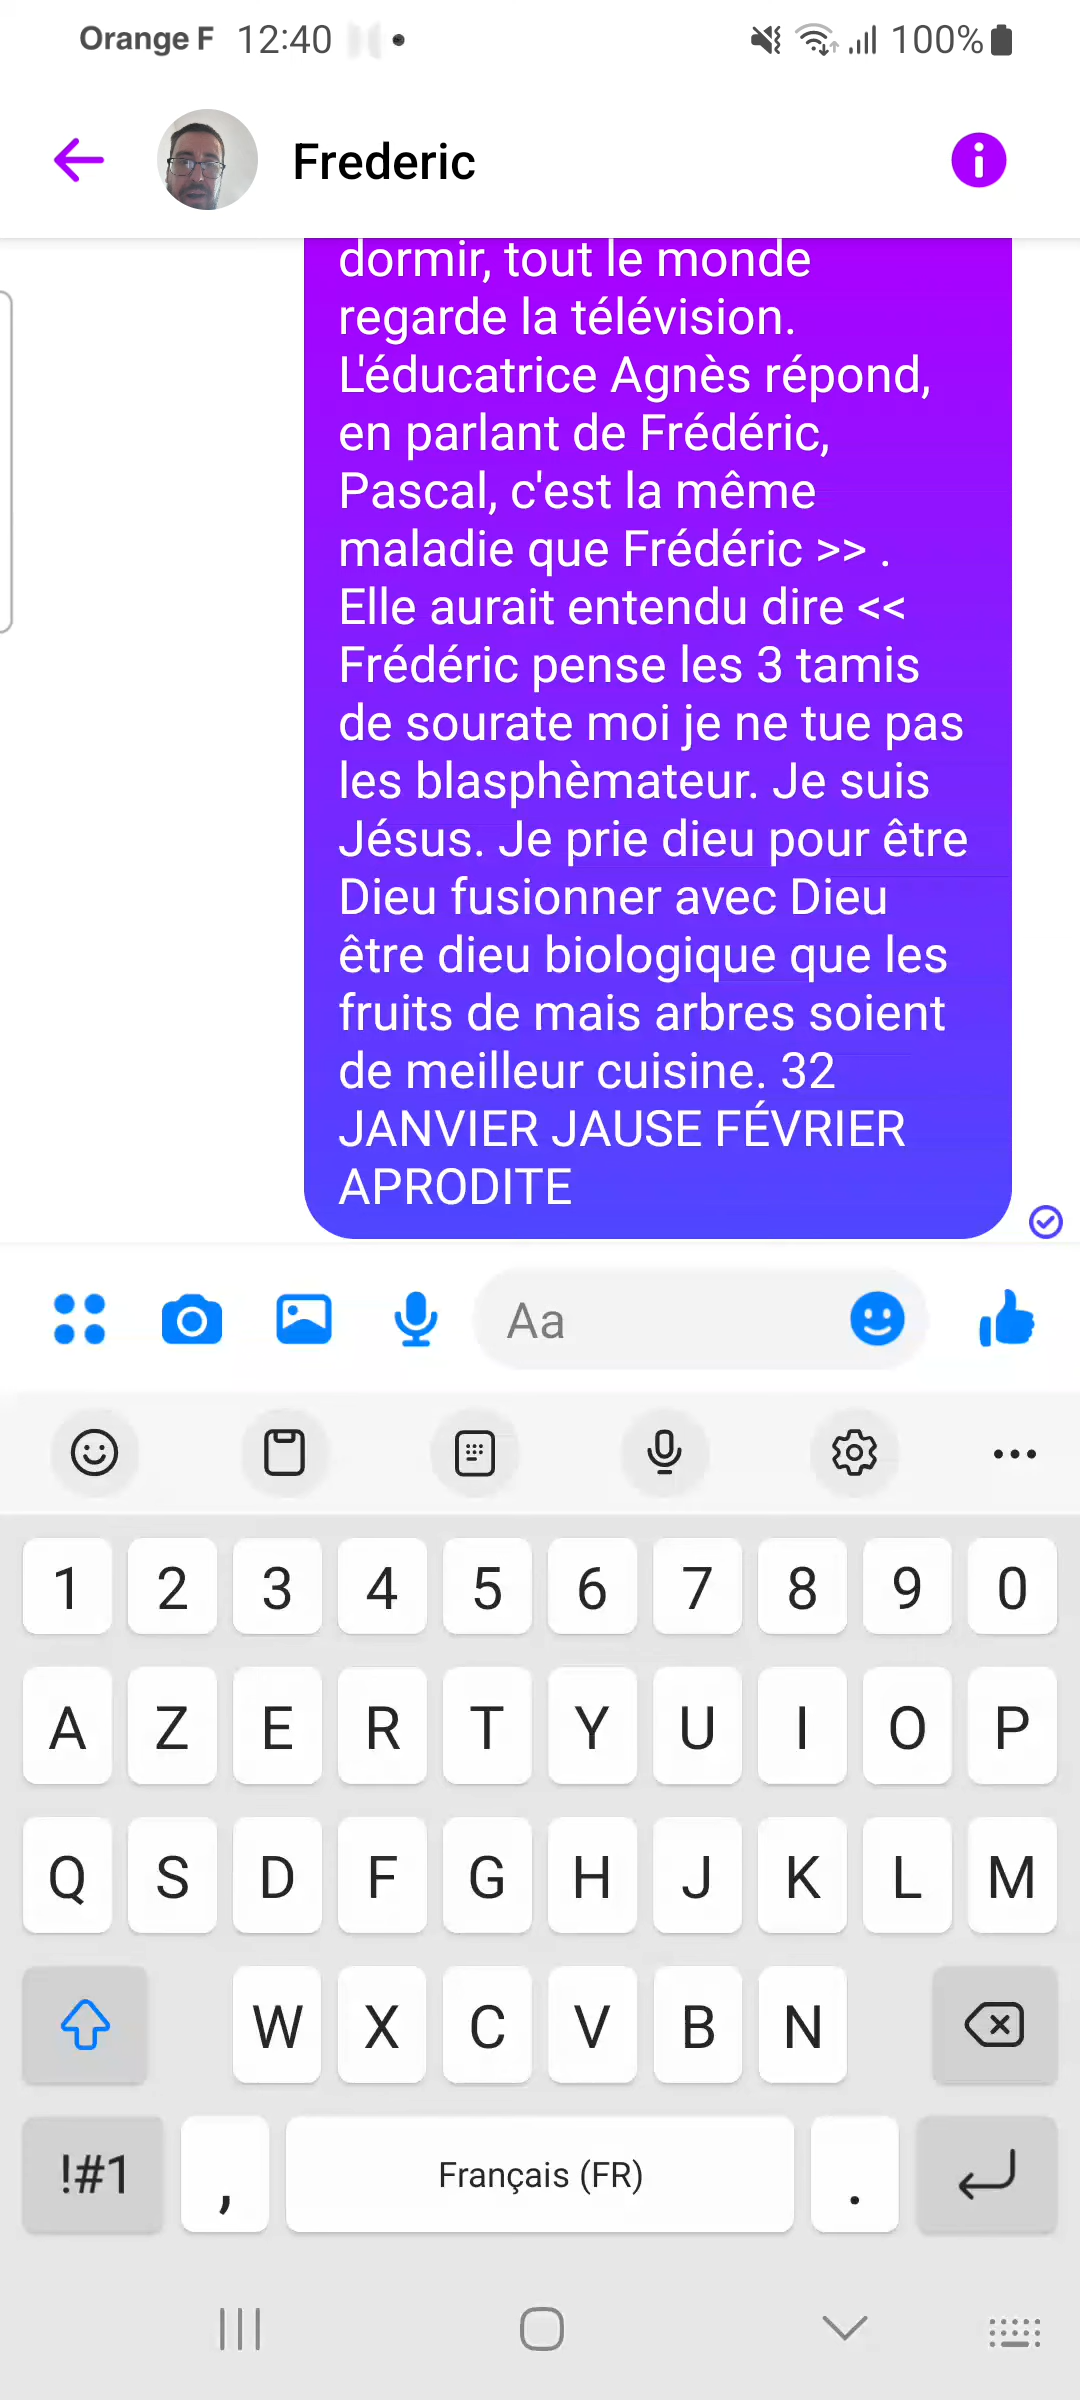 Orange F 12:40 100%
Frederic
dormir, tout le monde
regarde la télévision.
L'éducatrice Agnès répond,
en parlant de Frédéric,
Pascal, c'est la même
maladie que Frédéric >> .
Elle aurait entendu dire <<
Frédéric pense les 3 tamis
de sourate moi je ne tue pas
les blasphèmateur. Je suis
Jésus. Je prie dieu pour être
Dieu fusionner avec Dieu
être dieu biologique que les
fruits de mais arbres soient
de meilleur cuisine. 32
JANVIER JAUSE FÉVRIER
APRODITE
Aa
1 2 3 4 5 6 7 8 9 0
A Z E R T Y U I O P
Q S D F G H J K L M
W X C V B N
!#1 , Français (FR) .